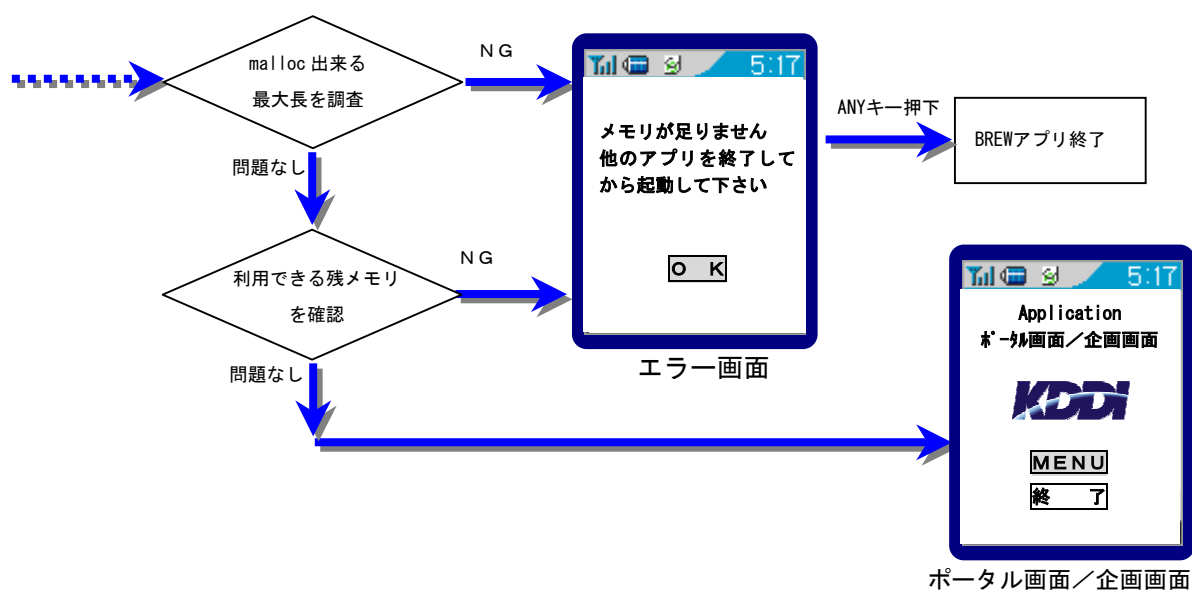 malloc 出来る
最大長を調査
ＮＧ
5:17
メモリが足りません
他のアプリを終了して
から起動して下さい
Ｏ　Ｋ
エラー画面
ANYキー押下
BREWアプリ終了
問題なし
利用できる残メモリ
を確認
ＮＧ
問題なし
5:17
Application
ﾎﾟｰﾀﾙ画面／企画画面
KDDI
ＭＥＮＵ
終　了
ポータル画面／企画画面